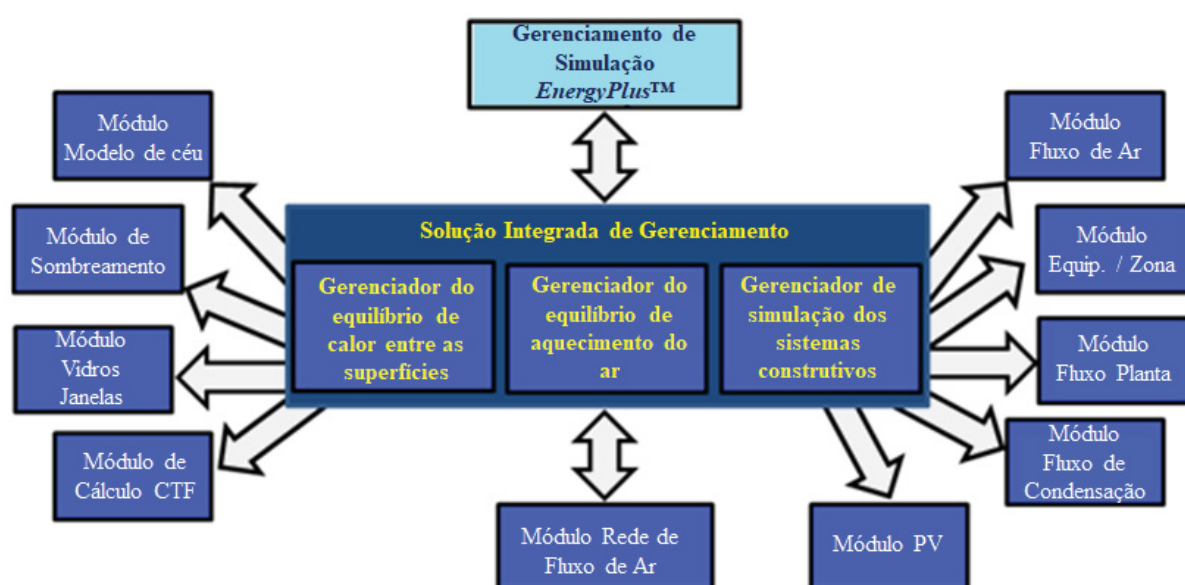 Gerenciamento de
Simulação
EnergyPlus™
Módulo
Modelo de céu
Módulo de
Sombreamento
Módulo
Vidros
Janelas
Módulo de
Cálculo CTF
Solução Integrada de Gerenciamento
Gerenciador do
equilíbrio de
calor entre as
superfícies
Gerenciador do
equilíbrio de
aquecimento do
ar
Gerenciador de
simulação dos
sistemas
construtivos
Módulo
Fluxo de Ar
Módulo
Equip. / Zona
Módulo
Fluxo Planta
Módulo
Fluxo de
Condensação
Módulo Rede de
Fluxo de Ar
Módulo PV